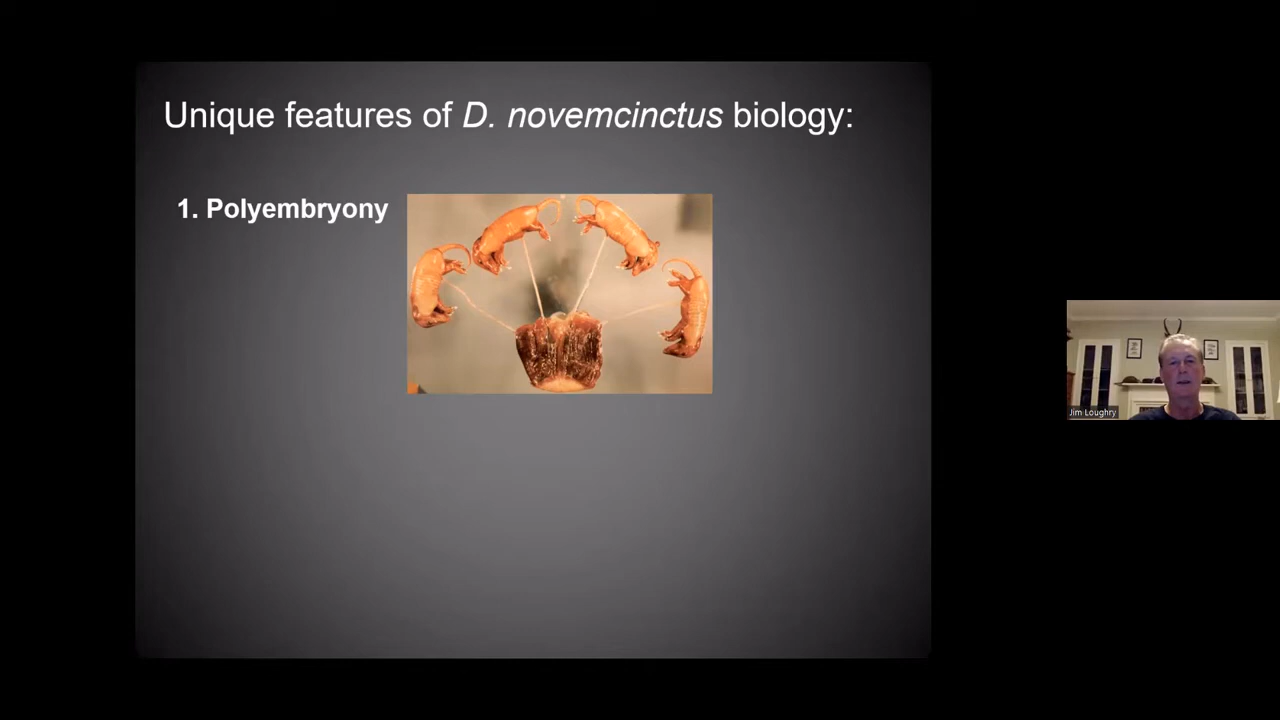 Unique features of D. novemcinctus biology:
1. Polyembryony
Jim Loughry